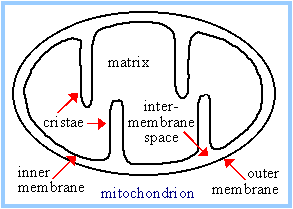 matrix
cristae
inter-
membrane
space
inner
membrane
outer
membrane
mitochondrion